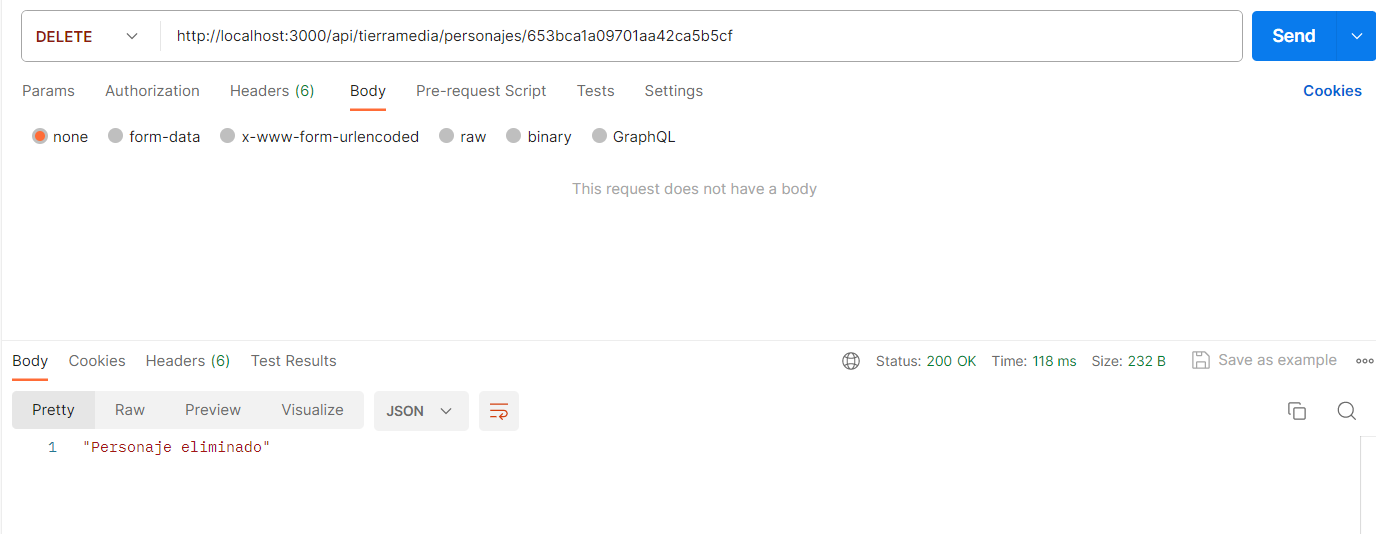 DELETE http://localhost:3000/api/tierramedia/personajes/653bca1a09701aa42ca5b5cf Send
Params Authorization Headers (6) Body Pre-request Script Tests Settings Cookies
none form-data x-www-form-urlencoded raw binary GraphQL
This request does not have a body
Body Cookies Headers (6) Test Results Status: 200 OK Time: 118 ms Size: 232 B Save as example
Pretty Raw Preview Visualize JSON
1 "Personaje eliminado"